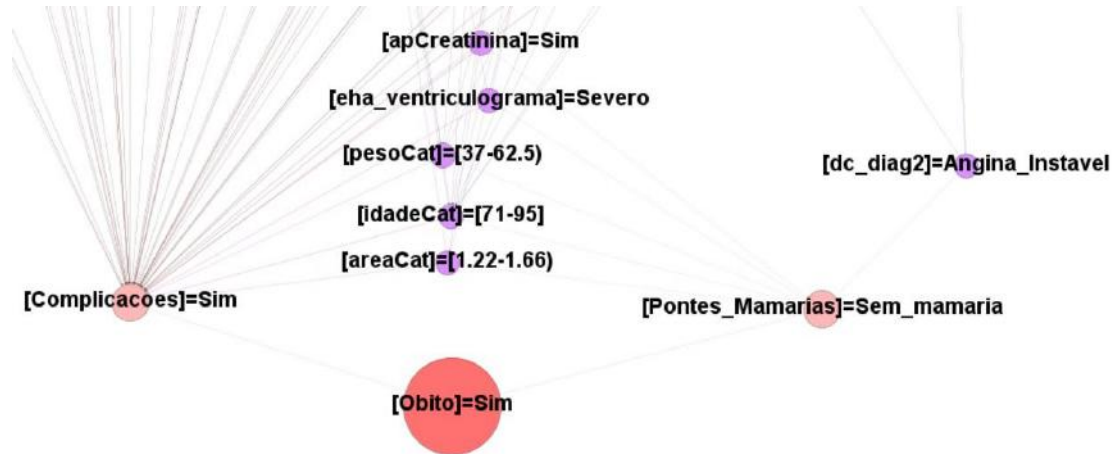 [apCreatinina]=Sim
[eha_ventriculograma]=Severo
[pesoCat]=[37-62.5)
[dc_diag2]=Angina_Instavel
[idadeCat]=[71-95]
[areaCat]=[1.22-1.66)
[Complicacoes]=Sim
[Pontes_Mamarias]=Sem_mamaria
[Obito]=Sim